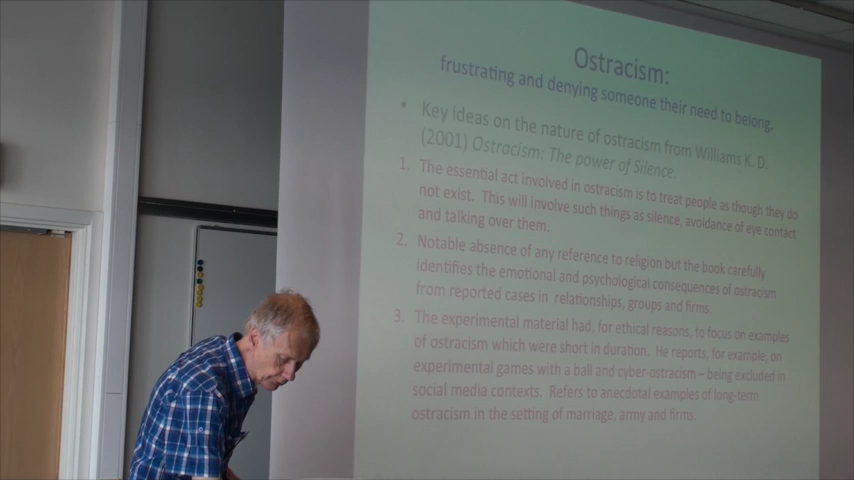 Ostracism:
frustrating and denying someone their need to belong.
• Key ideas on the nature of ostracism from Williams K. D.
(2001) Ostracism: The power of Silence.
1. The essential act involved in ostracism is to treat people as though they do
not exist. This will involve such things as silence, avoidance of eye contact
and talking over them.
2. Notable absence of any reference to religion but the book carefully
identifies the emotional and psychological consequences of ostracism
from reported cases in relationships, groups and firms.
3. The experimental material had, for ethical reasons, to focus on examples
of ostracism which were short in duration. He reports, for example, on
experimental games with a ball and cyber-ostracism – being excluded in
social media contexts. Refers to anecdotal examples of long-term
ostracism in the setting of marriage, army and firms.